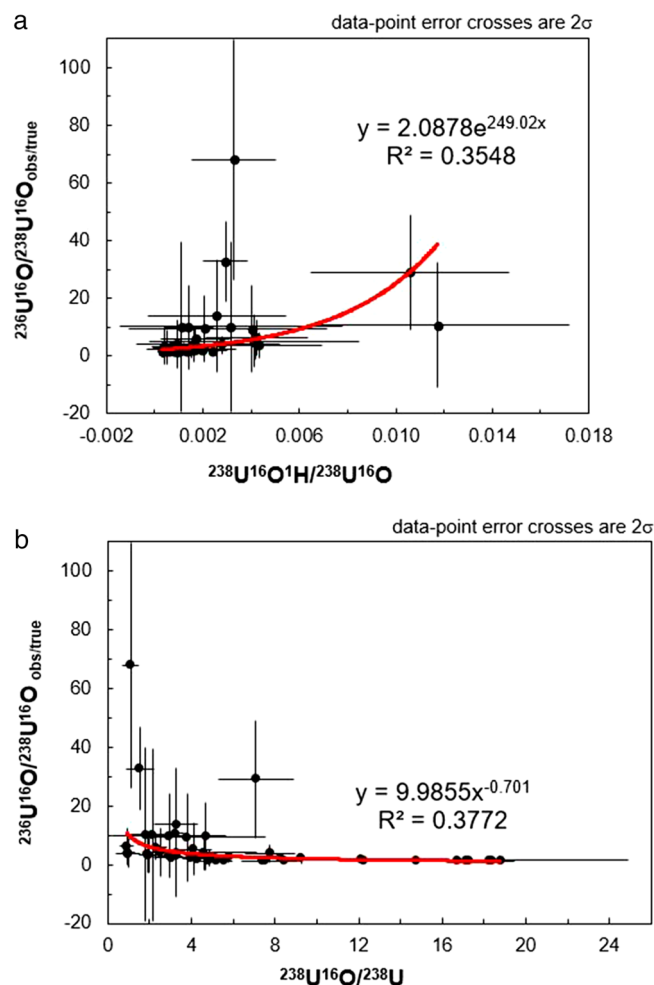 a
data-point error crosses are 2σ
²³⁶U¹⁶O/²³⁸U¹⁶O obs/true
100
80
60
40
20
0
-20
y = 2.0878e^249.02x
R² = 0.3548
-0.002 0.002 0.006 0.010 0.014 0.018
²³⁸U¹⁶O¹H/²³⁸U¹⁶O
b
data-point error crosses are 2σ
²³⁶U¹⁶O/²³⁸U¹⁶O obs/true
100
80
60
40
20
0
-20
y = 9.9855x^-0.701
R² = 0.3772
0 4 8 12 16 20 24
²³⁸U¹⁶O/²³⁸U